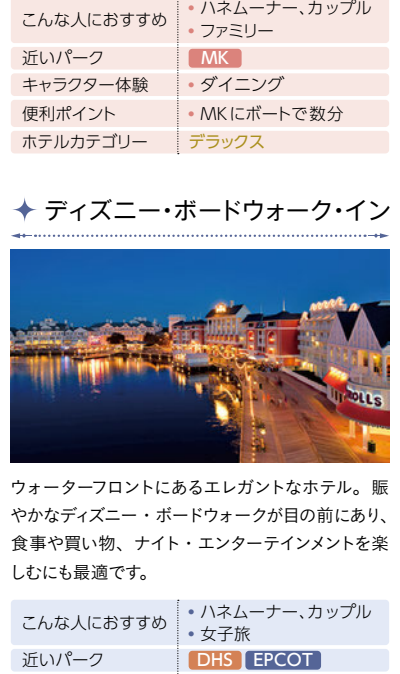 こんな人におすすめ
• ハネムーナー、カップル
• ファミリー
近いパーク MK
キャラクター体験 • ダイニング
便利ポイント • MKにボートで数分
ホテルカテゴリー デラックス
ディズニー・ボードウォーク・イン
ROLLS
ウォーターフロントにあるエレガントなホテル。賑
やかなディズニー・ボードウォークが目の前にあり、
食事や買い物、ナイト・エンターテインメントを楽
しむにも最適です。
こんな人におすすめ
• ハネムーナー、カップル
• 女子旅
近いパーク DHS EPCOT